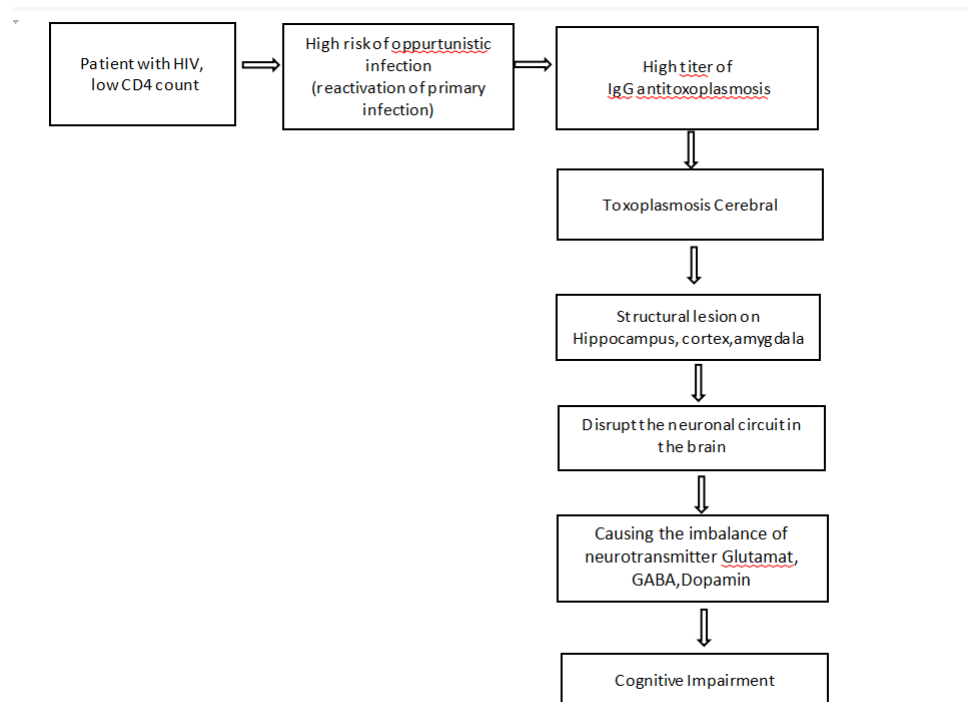 Patient with HIV,
low CD4 count
High risk of oppurtunistic
infection
(reactivation of primary
infection)
High titer of
IgG antitoxoplasmosis
Toxoplasmosis Cerebral
Structural lesion on
Hippocampus, cortex,amygdala
Disrupt the neuronal circuit in
the brain
Causing the imbalance of
neurotransmitter Glutamat,
GABA,Dopamin
Cognitive Impairment